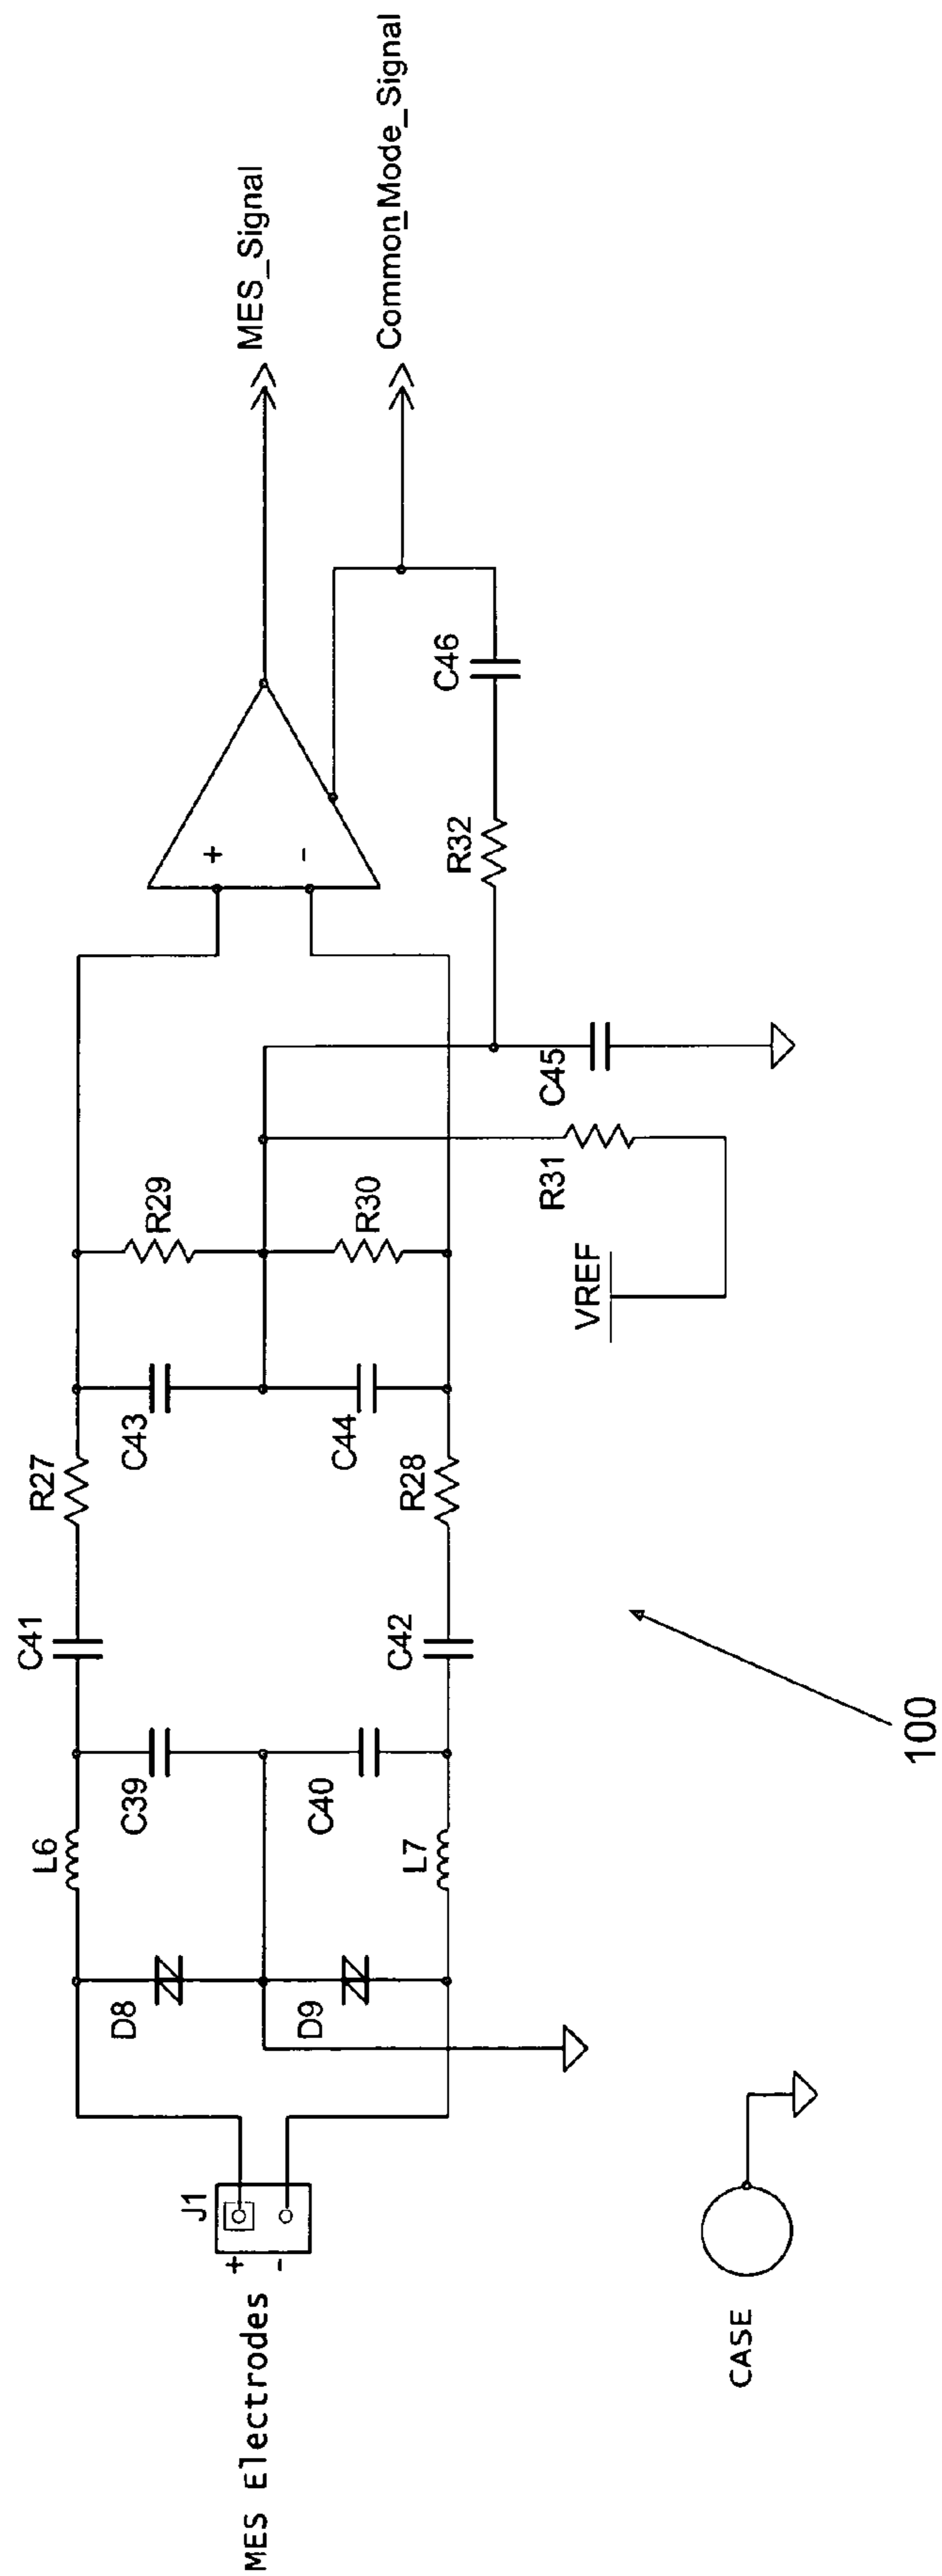 MES Electrodes
+
-
J1
D8
D9
L6
L7
C39
C40
C41
C42
R27
R28
C43
C44
R29
R30
VREF
R31
C45
R32
C46
+
-
MES_Signal
Common_Mode_Signal
CASE
100